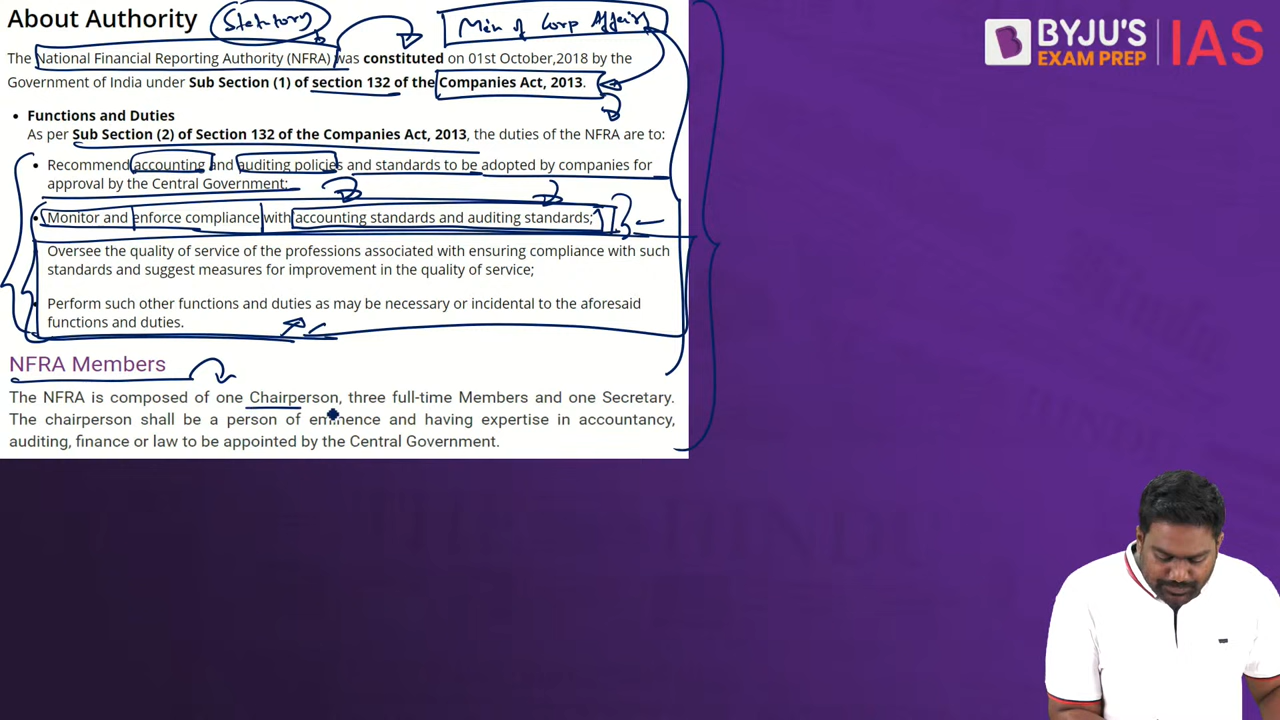 About Authority
Statutory
Min of Corp Affairs
The National Financial Reporting Authority (NFRA) was constituted on 01st October,2018 by the
Government of India under Sub Section (1) of section 132 of the Companies Act, 2013.
• Functions and Duties
As per Sub Section (2) of Section 132 of the Companies Act, 2013, the duties of the NFRA are to:
• Recommend accounting and auditing policies and standards to be adopted by companies for
approval by the Central Government;
• Monitor and enforce compliance with accounting standards and auditing standards;
Oversee the quality of service of the professions associated with ensuring compliance with such
standards and suggest measures for improvement in the quality of service;
Perform such other functions and duties as may be necessary or incidental to the aforesaid
functions and duties.
NFRA Members
The NFRA is composed of one Chairperson, three full-time Members and one Secretary.
The chairperson shall be a person of eminence and having expertise in accountancy,
auditing, finance or law to be appointed by the Central Government.
BYJU'S
EXAM PREP
IAS